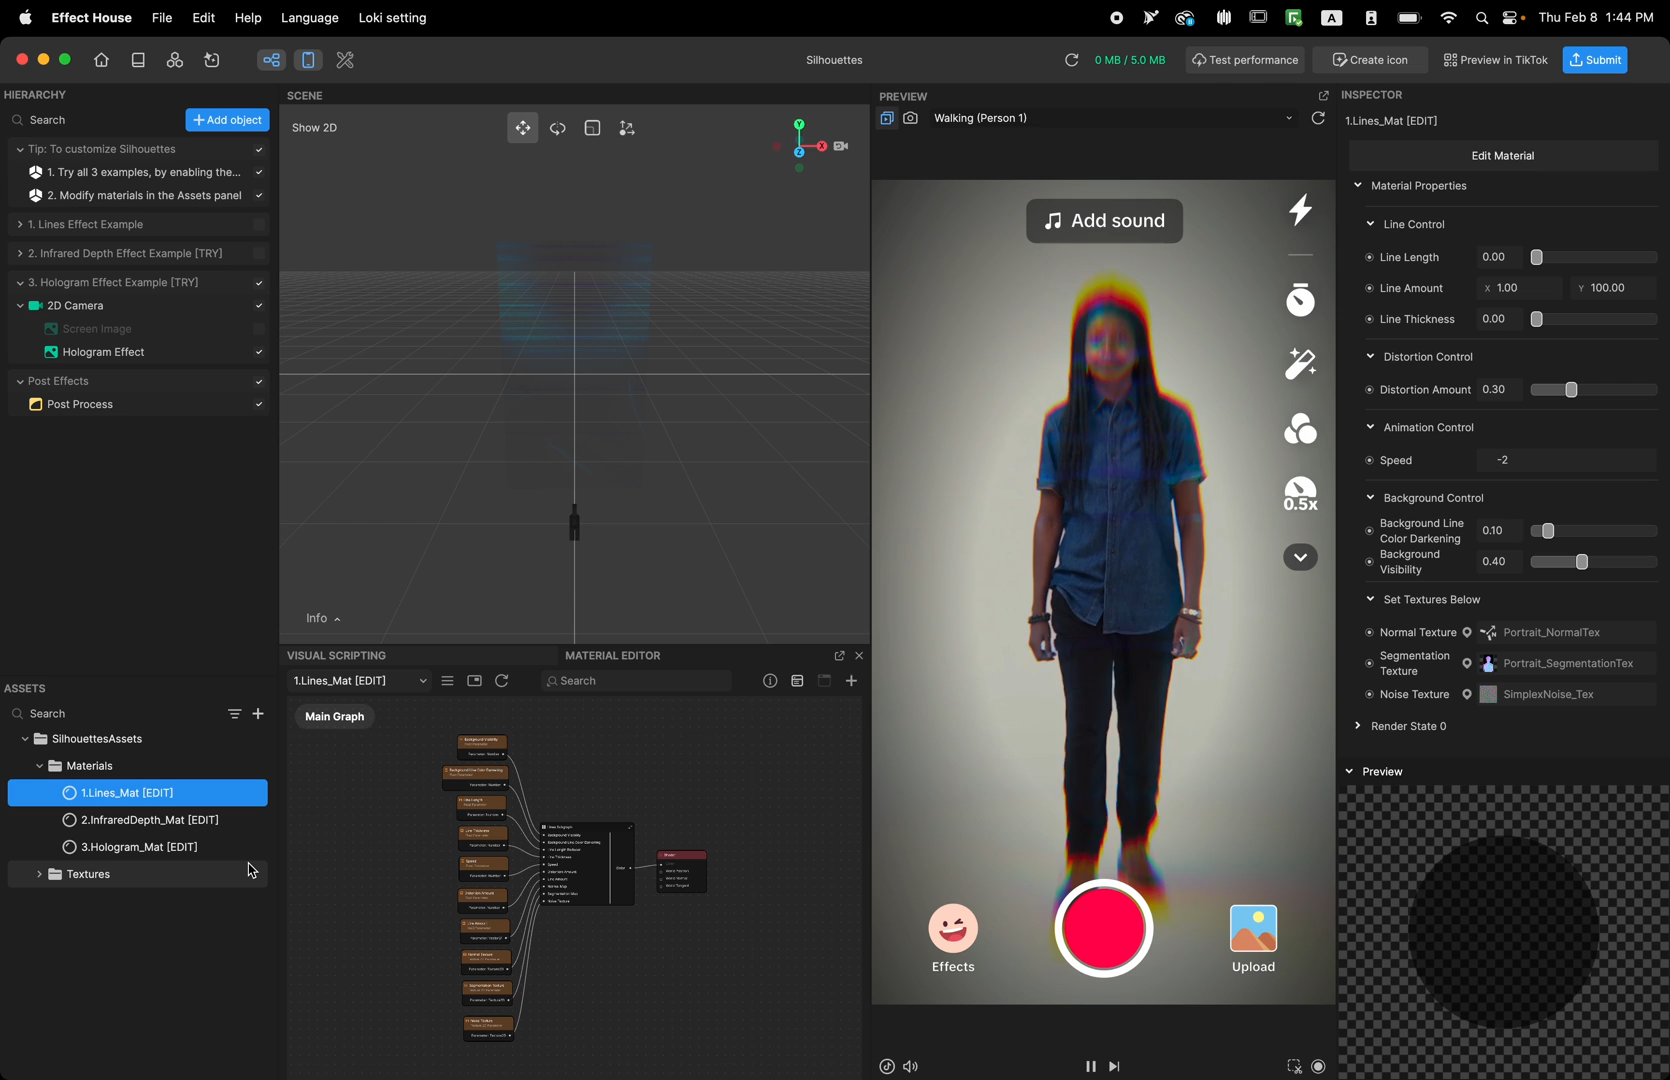 Effect House File Edit Help Language Loki setting
A Thu Feb 8 1:44 PM
Silhouettes
0 MB / 5.0 MB
Test performance
Create icon
Preview in TikTok
Submit
HIERARCHY
Search
Add object
Tip: To customize Silhouettes
1. Try all 3 examples, by enabling the...
2. Modify materials in the Assets panel
1. Lines Effect Example
2. Infrared Depth Effect Example [TRY]
3. Hologram Effect Example [TRY]
2D Camera
Screen Image
Hologram Effect
Post Effects
Post Process
ASSETS
Search
SilhouettesAssets
Materials
1.Lines_Mat [EDIT]
2.InfraredDepth_Mat [EDIT]
3.Hologram_Mat [EDIT]
Textures
SCENE
Show 2D
Y
X
Z
Info
VISUAL SCRIPTING
MATERIAL EDITOR
1.Lines_Mat [EDIT]
Search
Main Graph
PREVIEW
Walking (Person 1)
Add sound
0.5x
Effects
Upload
INSPECTOR
1.Lines_Mat [EDIT]
Edit Material
Material Properties
Line Control
Line Length 0.00
Line Amount X 1.00 Y 100.00
Line Thickness 0.00
Distortion Control
Distortion Amount 0.30
Animation Control
Speed -2
Background Control
Background Line
Color Darkening 0.10
Background
Visibility 0.40
Set Textures Below
Normal Texture Portrait_NormalTex
Segmentation
Texture Portrait_SegmentationTex
Noise Texture SimplexNoise_Tex
Render State 0
Preview